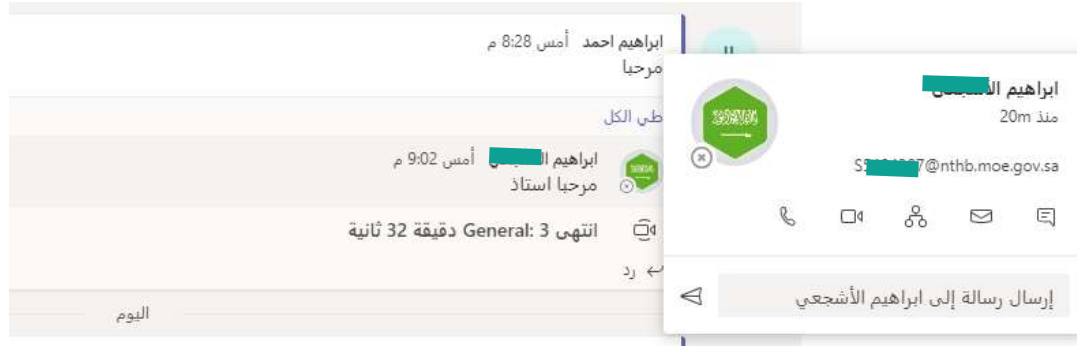 ابراهيم احمد أمس 8:28 م
مرحبا
طي الكل
ابراهيم أمس 9:02 م
مرحبا استاذ
انتهى General: 3 دقيقة 32 ثانية
رد
اليوم
ابراهيم
منذ 20m
7@nthb.moe.gov.sa
إرسال رسالة إلى ابراهيم الأشجعي